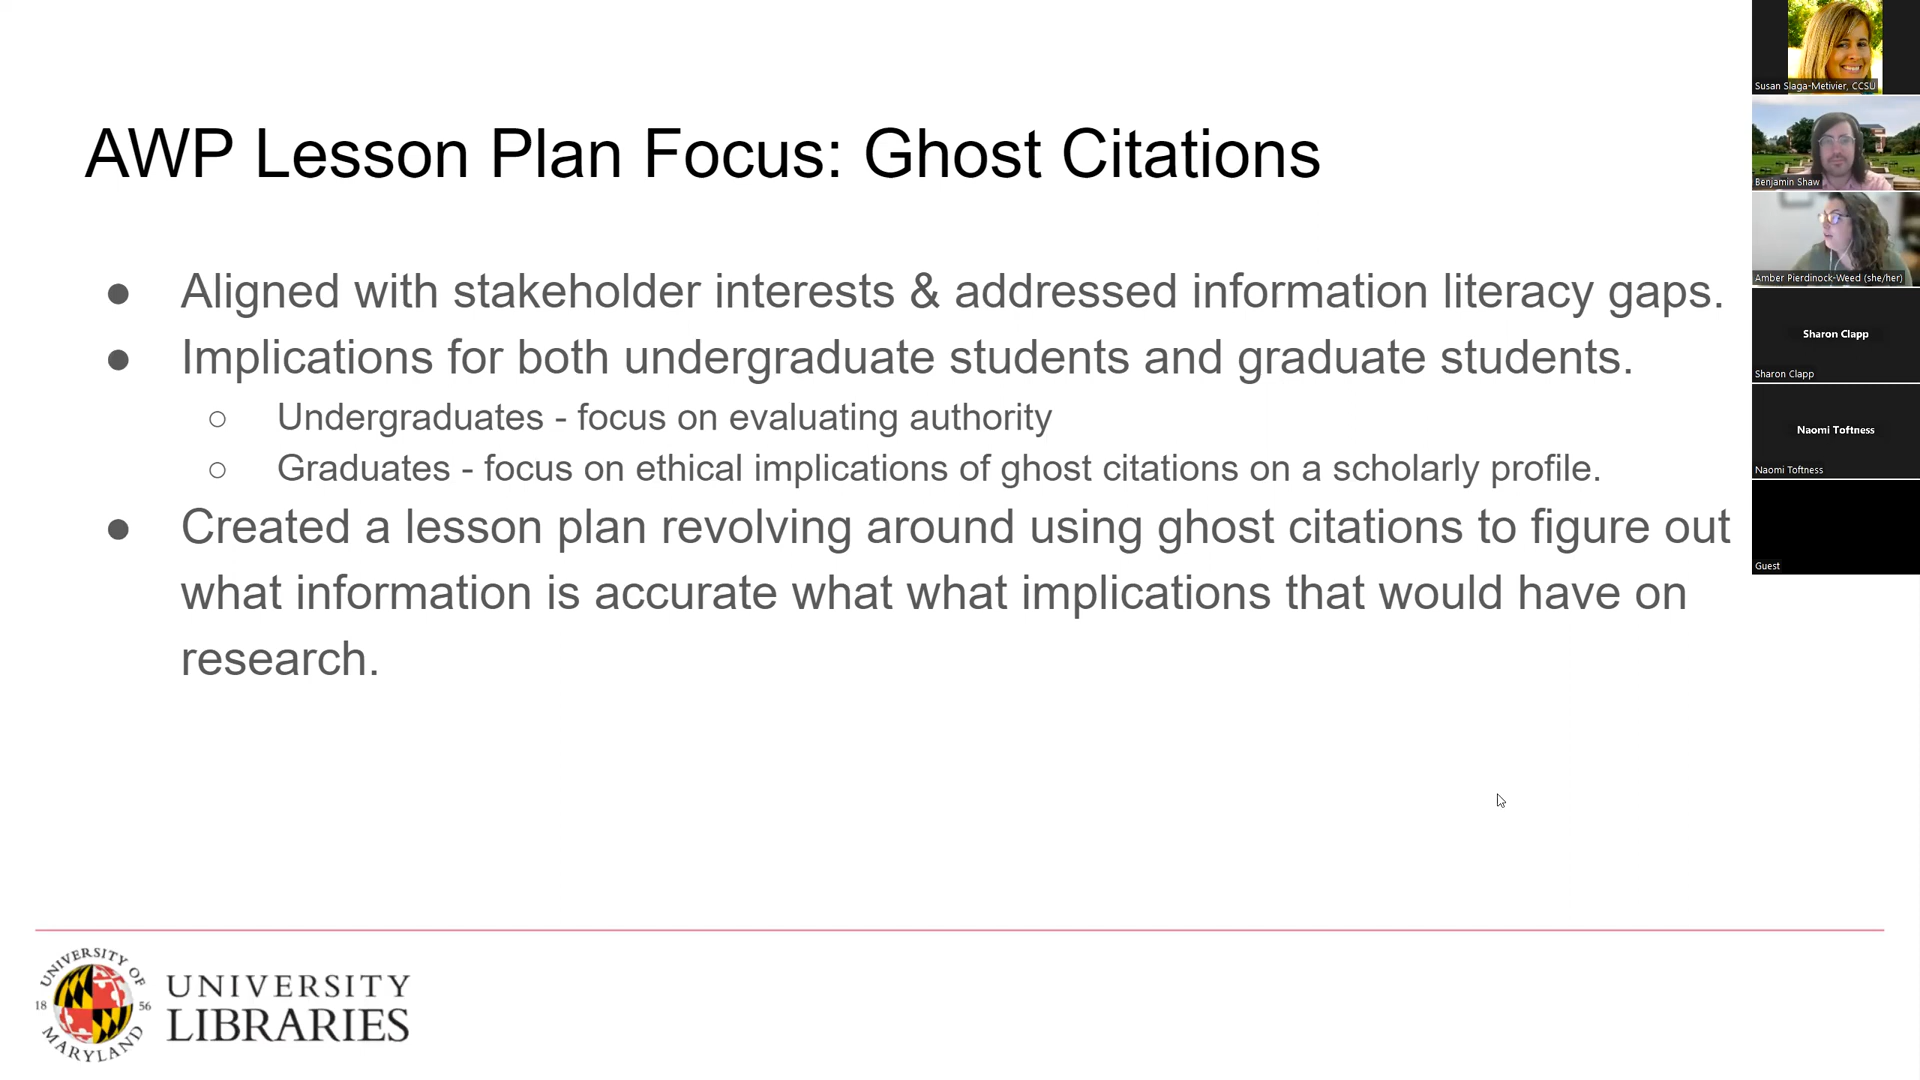 AWP Lesson Plan Focus: Ghost Citations
● Aligned with stakeholder interests & addressed information literacy gaps.
● Implications for both undergraduate students and graduate students.
○ Undergraduates - focus on evaluating authority
○ Graduates - focus on ethical implications of ghost citations on a scholarly profile.
● Created a lesson plan revolving around using ghost citations to figure out
what information is accurate what what implications that would have on
research.
UNIVERSITY OF
18 56
MARYLAND
UNIVERSITY
LIBRARIES
Susan Slaga-Metivier, CCSU
Benjamin Shaw
Amber Pierdinock-Weed (she/her)
Sharon Clapp
Sharon Clapp
Naomi Toftness
Naomi Toftness
Guest